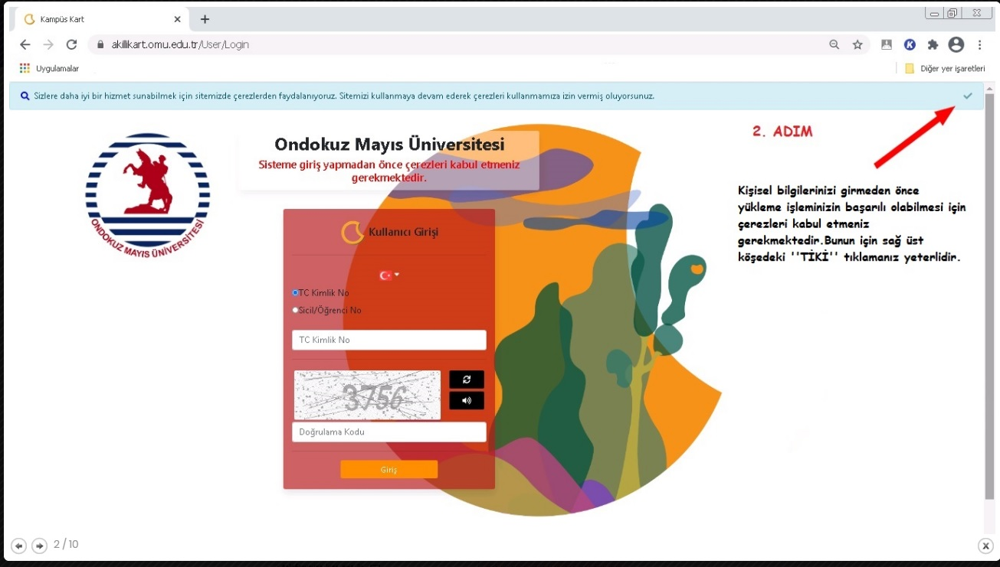 Kampüs Kart
akillikart.omu.edu.tr/User/Login
Uygulamalar
Diğer yer işaretleri
Sizlere daha iyi bir hizmet sunabilmek için sitemizde çerezlerden faydalanıyoruz. Sitemizi kullanmaya devam ederek çerezleri kullanmamıza izin vermiş oluyorsunuz.
ONDOKUZ MAYIS ÜNİVERSİTESİ
Ondokuz Mayıs Üniversitesi
Sisteme giriş yapmadan önce çerezleri kabul etmeniz
gerekmektedir.
Kullanıcı Girişi
TC Kimlik No
Sicil/Öğrenci No
TC Kimlik No
3756
Doğrulama Kodu
Giriş
2. ADIM
Kişisel bilgilerinizi girmeden önce
yükleme işleminizin başarılı olabilmesi için
çerezleri kabul etmeniz
gerekmektedir.Bunun için sağ üst
köşedeki ''TİKİ'' tıklamanız yeterlidir.
2 / 10